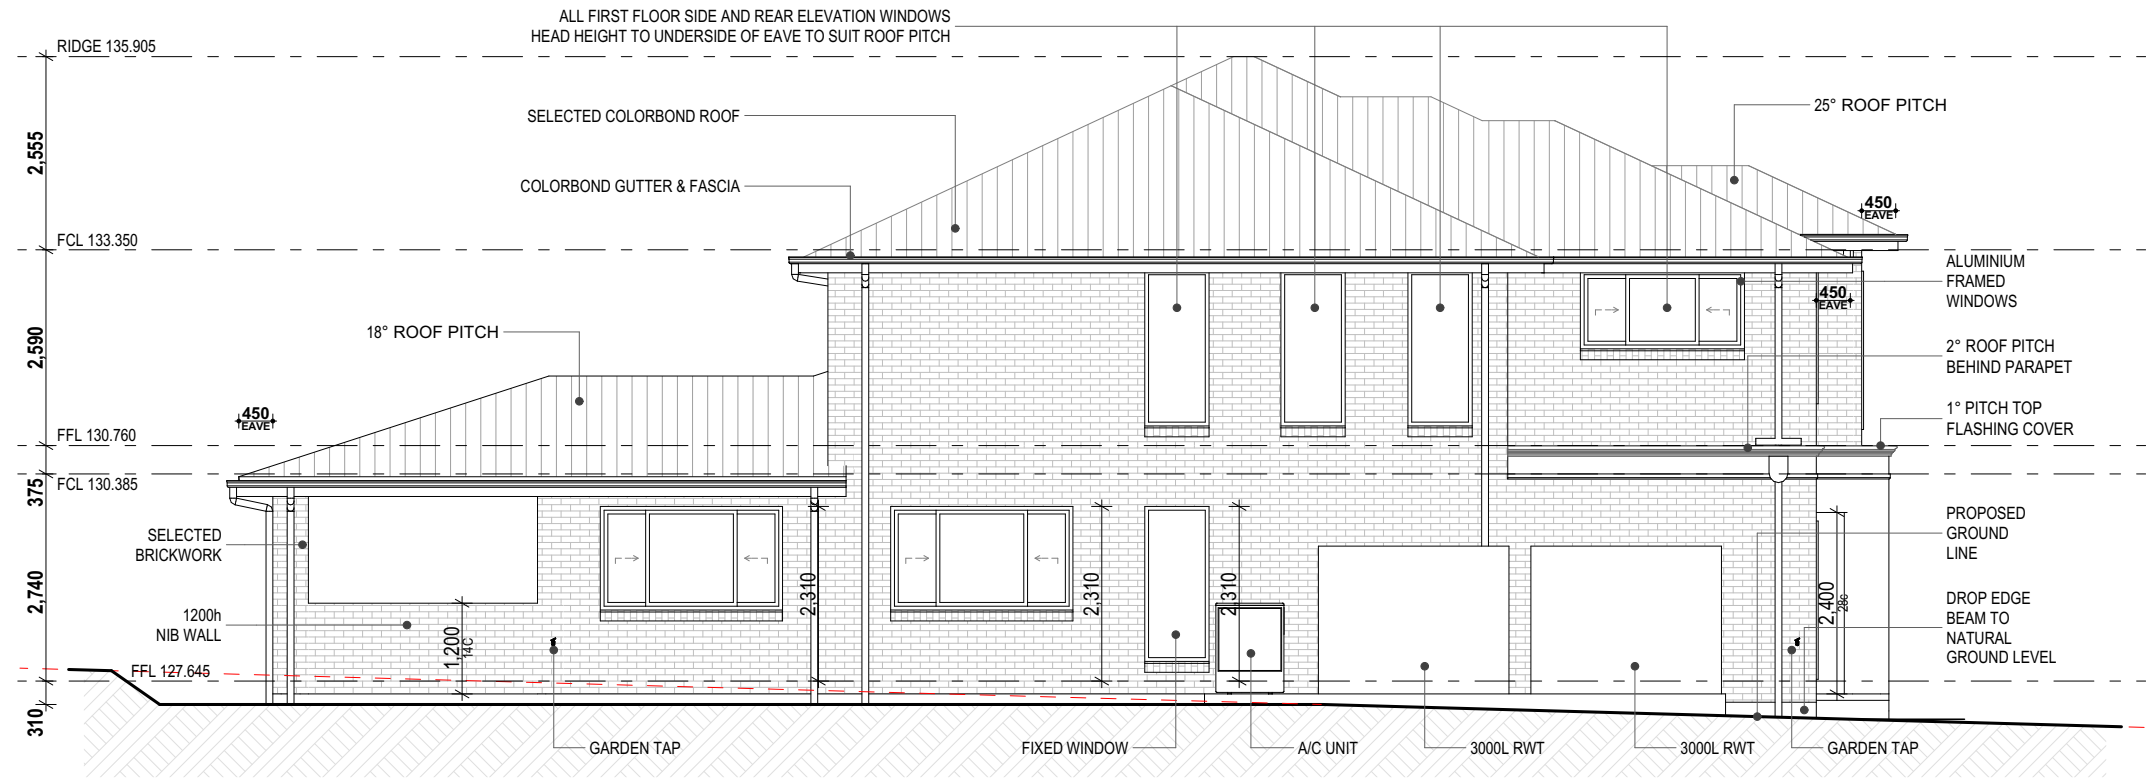 ALL FIRST FLOOR SIDE AND REAR ELEVATION WINDOWS
HEAD HEIGHT TO UNDERSIDE OF EAVE TO SUIT ROOF PITCH
RIDGE 135.905
25° ROOF PITCH
SELECTED COLORBOND ROOF
2,555
COLORBOND GUTTER & FASCIA
450
EAVE
FCL 133.350
ALUMINIUM
FRAMED
WINDOWS
450
EAVE
18° ROOF PITCH
2,590
2° ROOF PITCH
BEHIND PARAPET
450
EAVE
1° PITCH TOP
FLASHING COVER
FFL 130.760
375
FCL 130.385
SELECTED
BRICKWORK
PROPOSED
GROUND
LINE
2,740
2,310
2,310
2,310
2,400
28c
1200h
NIB WALL
1,200
14C
DROP EDGE
BEAM TO
NATURAL
GROUND LEVEL
FFL 127.645
310
GARDEN TAP
FIXED WINDOW
A/C UNIT
3000L RWT
3000L RWT
GARDEN TAP